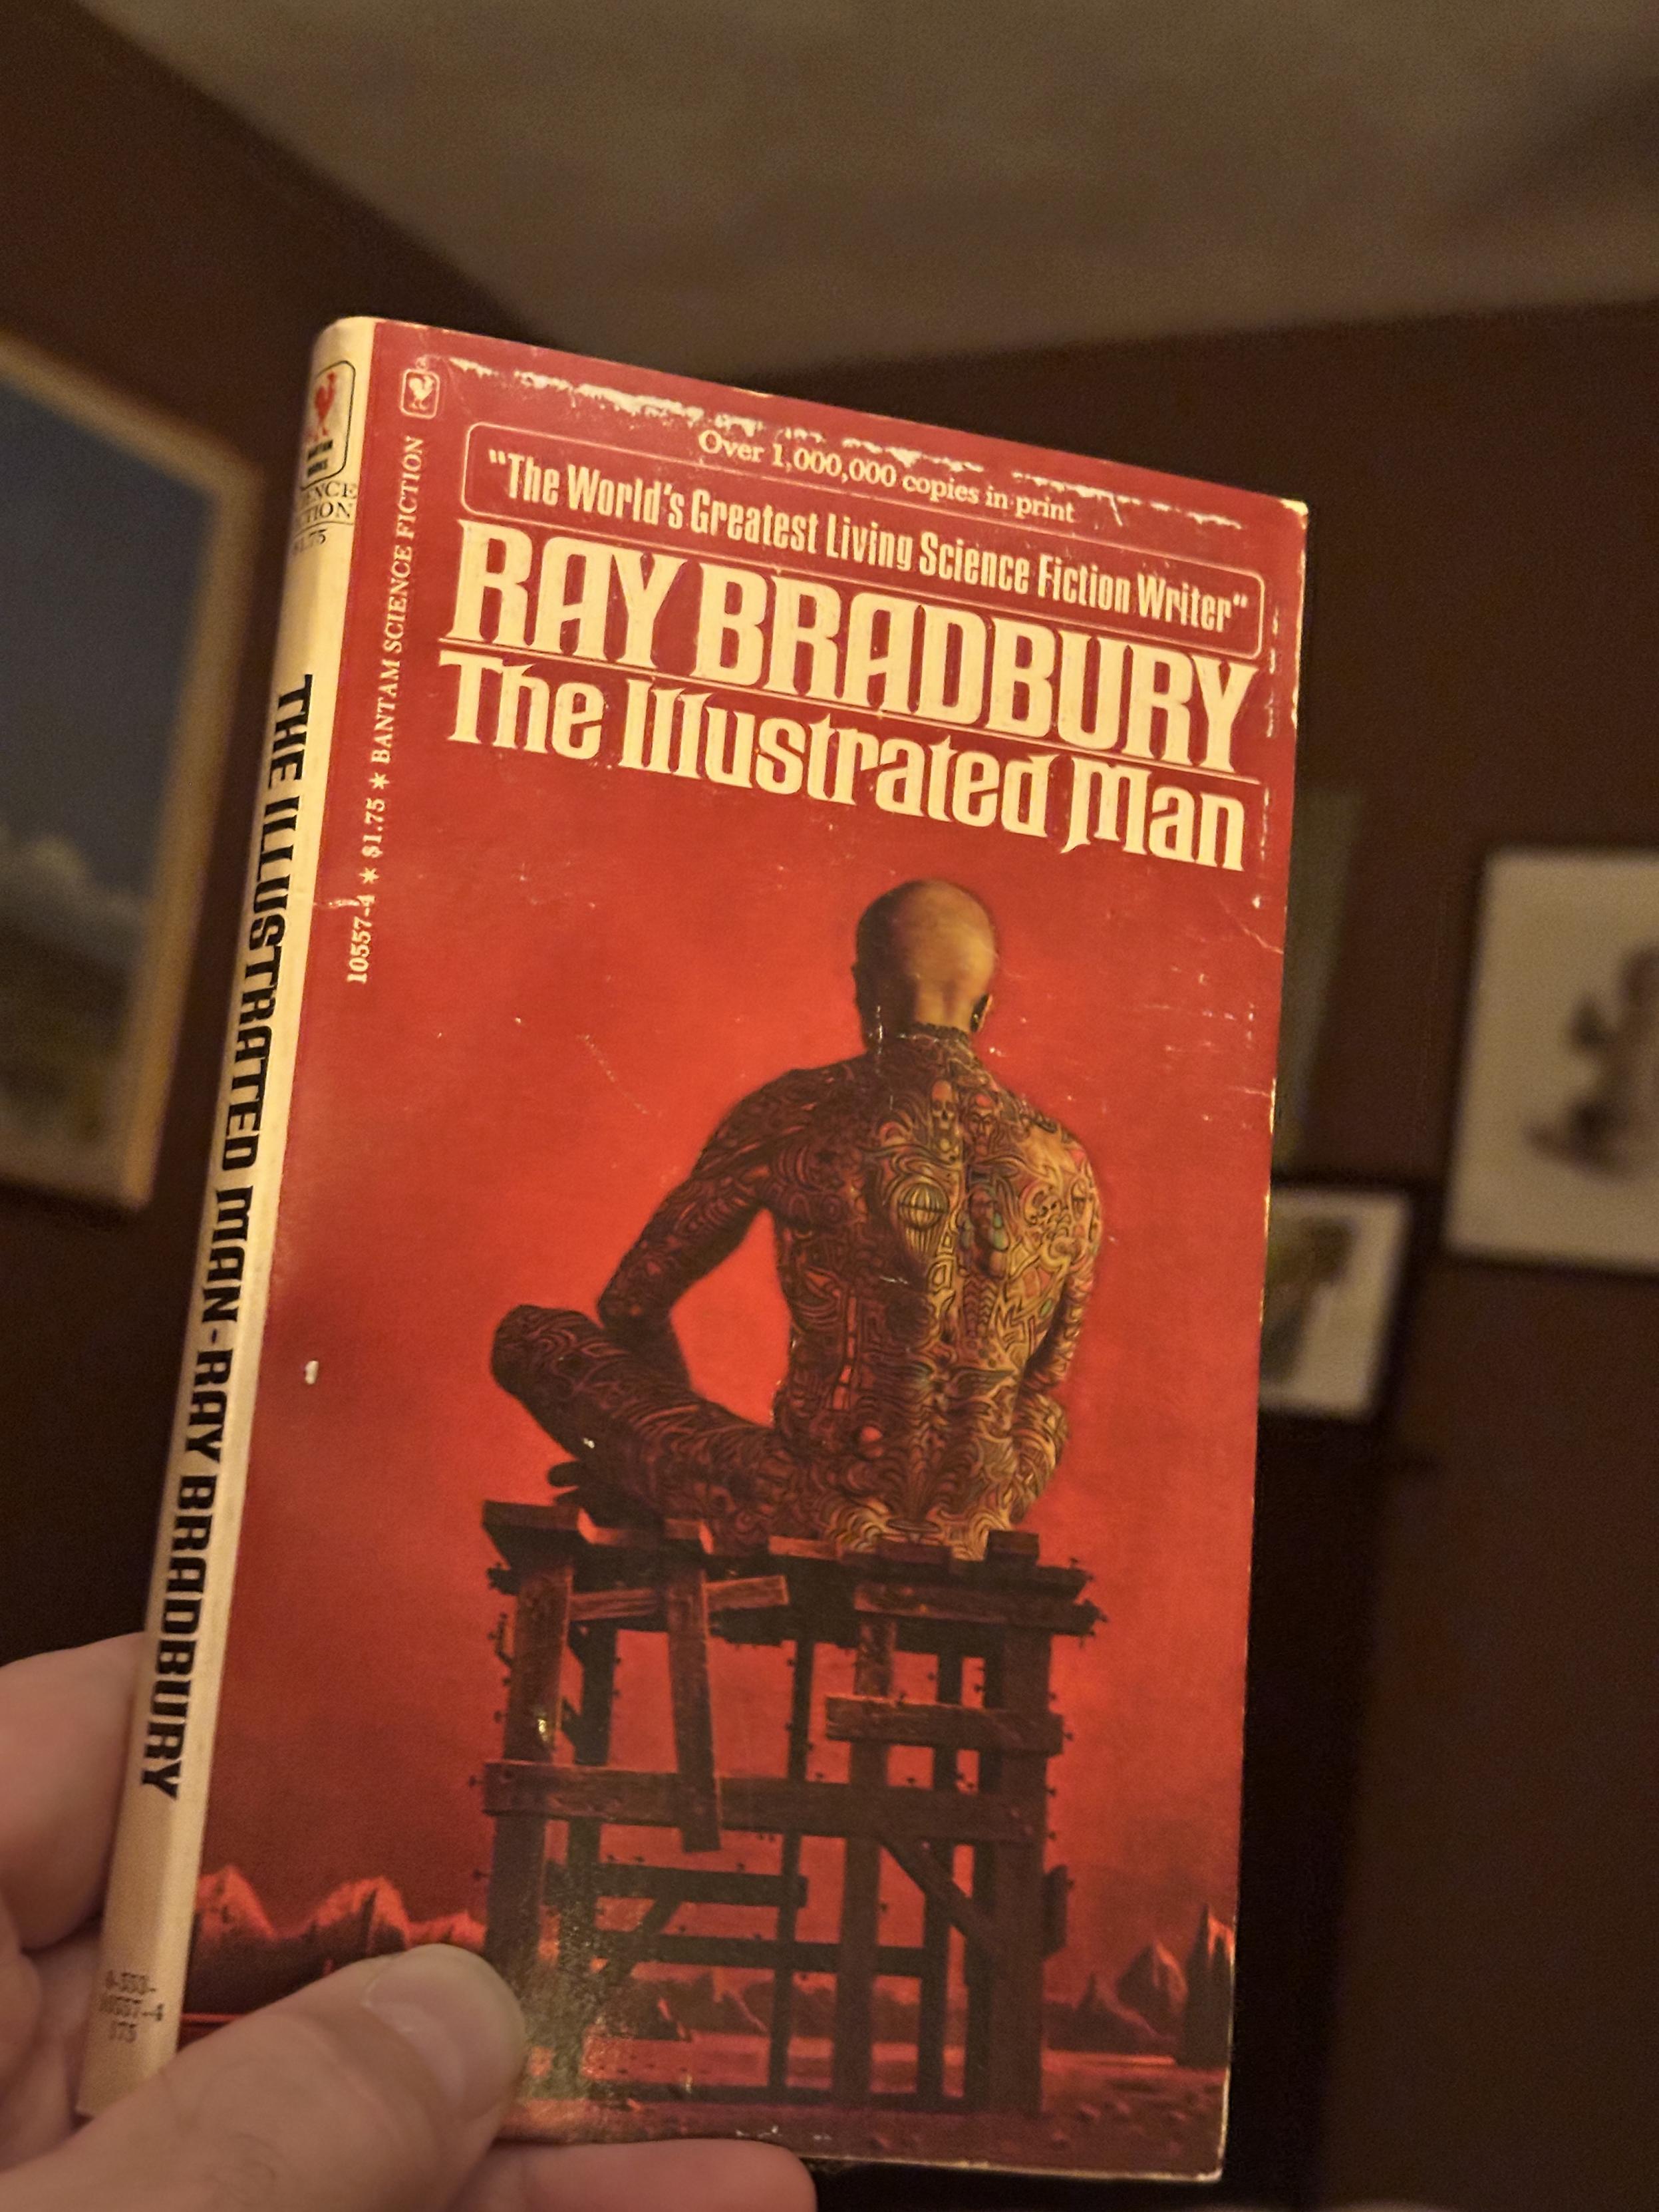 Over 1,000,000 copies in print
"The World's Greatest Living Science Fiction Writer"
RAY BRADBURY
The Illustrated Man
10557-4 ★ $1.75 ★ BANTAM SCIENCE FICTION
THE ILLUSTRATED MAN-RAY BRADBURY